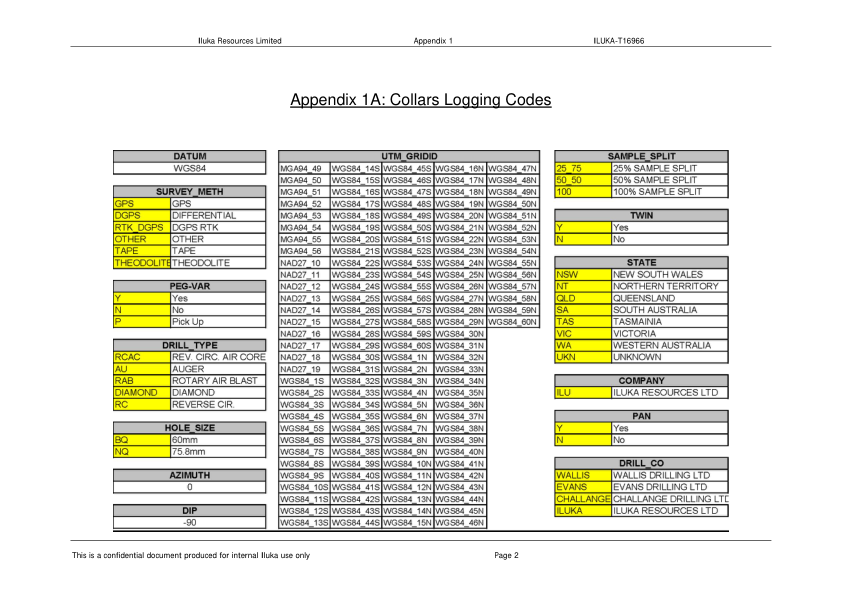 Iluka Resources Limited Appendix 1 ILUKA-T16966
Appendix 1A: Collars Logging Codes
DATUM
WGS84
SURVEY_METH
GPS GPS
DGPS DIFFERENTIAL
RTK_DGPS DGPS RTK
OTHER OTHER
TAPE TAPE
THEODOLITE THEODOLITE
PEG-VAR
Y Yes
N No
P Pick Up
DRILL_TYPE
RCAC REV. CIRC. AIR CORE
AU AUGER
RAB ROTARY AIR BLAST
DIAMOND DIAMOND
RC REVERSE CIR.
HOLE_SIZE
BQ 60mm
NQ 75.8mm
AZIMUTH
0
DIP
-90
UTM_GRIDID
MGA94_49 WGS84_14S WGS84_45S WGS84_16N WGS84_47N
MGA94_50 WGS84_15S WGS84_46S WGS84_17N WGS84_48N
MGA94_51 WGS84_16S WGS84_47S WGS84_18N WGS84_49N
MGA94_52 WGS84_17S WGS84_48S WGS84_19N WGS84_50N
MGA94_53 WGS84_18S WGS84_49S WGS84_20N WGS84_51N
MGA94_54 WGS84_19S WGS84_50S WGS84_21N WGS84_52N
MGA94_55 WGS84_20S WGS84_51S WGS84_22N WGS84_53N
MGA94_56 WGS84_21S WGS84_52S WGS84_23N WGS84_54N
NAD27_10 WGS84_22S WGS84_53S WGS84_24N WGS84_55N
NAD27_11 WGS84_23S WGS84_54S WGS84_25N WGS84_56N
NAD27_12 WGS84_24S WGS84_55S WGS84_26N WGS84_57N
NAD27_13 WGS84_25S WGS84_56S WGS84_27N WGS84_58N
NAD27_14 WGS84_26S WGS84_57S WGS84_28N WGS84_59N
NAD27_15 WGS84_27S WGS84_58S WGS84_29N WGS84_60N
NAD27_16 WGS84_28S WGS84_59S WGS84_30N
NAD27_17 WGS84_29S WGS84_60S WGS84_31N
NAD27_18 WGS84_30S WGS84_1N WGS84_32N
NAD27_19 WGS84_31S WGS84_2N WGS84_33N
WGS84_1S WGS84_32S WGS84_3N WGS84_34N
WGS84_2S WGS84_33S WGS84_4N WGS84_35N
WGS84_3S WGS84_34S WGS84_5N WGS84_36N
WGS84_4S WGS84_35S WGS84_6N WGS84_37N
WGS84_5S WGS84_36S WGS84_7N WGS84_38N
WGS84_6S WGS84_37S WGS84_8N WGS84_39N
WGS84_7S WGS84_38S WGS84_9N WGS84_40N
WGS84_8S WGS84_39S WGS84_10N WGS84_41N
WGS84_9S WGS84_40S WGS84_11N WGS84_42N
WGS84_10S WGS84_41S WGS84_12N WGS84_43N
WGS84_11S WGS84_42S WGS84_13N WGS84_44N
WGS84_12S WGS84_43S WGS84_14N WGS84_45N
WGS84_13S WGS84_44S WGS84_15N WGS84_46N
SAMPLE_SPLIT
25_75 25% SAMPLE SPLIT
50_50 50% SAMPLE SPLIT
100 100% SAMPLE SPLIT
TWIN
Y Yes
N No
STATE
NSW NEW SOUTH WALES
NT NORTHERN TERRITORY
QLD QUEENSLAND
SA SOUTH AUSTRALIA
TAS TASMAINIA
VIC VICTORIA
WA WESTERN AUSTRALIA
UKN UNKNOWN
COMPANY
ILU ILUKA RESOURCES LTD
PAN
Y Yes
N No
DRILL_CO
WALLIS WALLIS DRILLING LTD
EVANS EVANS DRILLING LTD
CHALLANGE CHALLANGE DRILLING LTD
ILUKA ILUKA RESOURCES LTD
This is a confidential document produced for internal Iluka use only Page 2